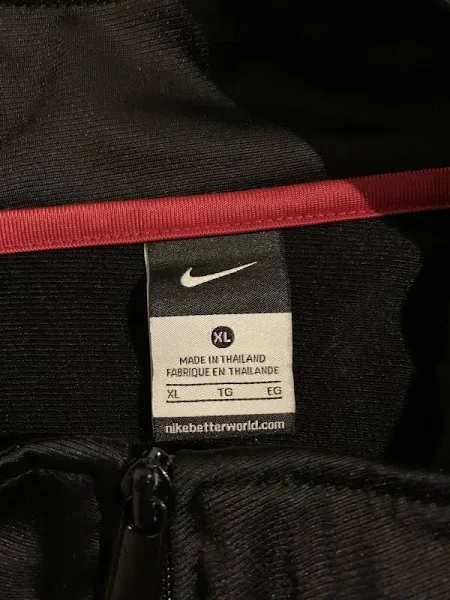 XL
MADE IN THAILAND
FABRIQUE EN THAILANDE
XL TG EG
nikebetterworld.com